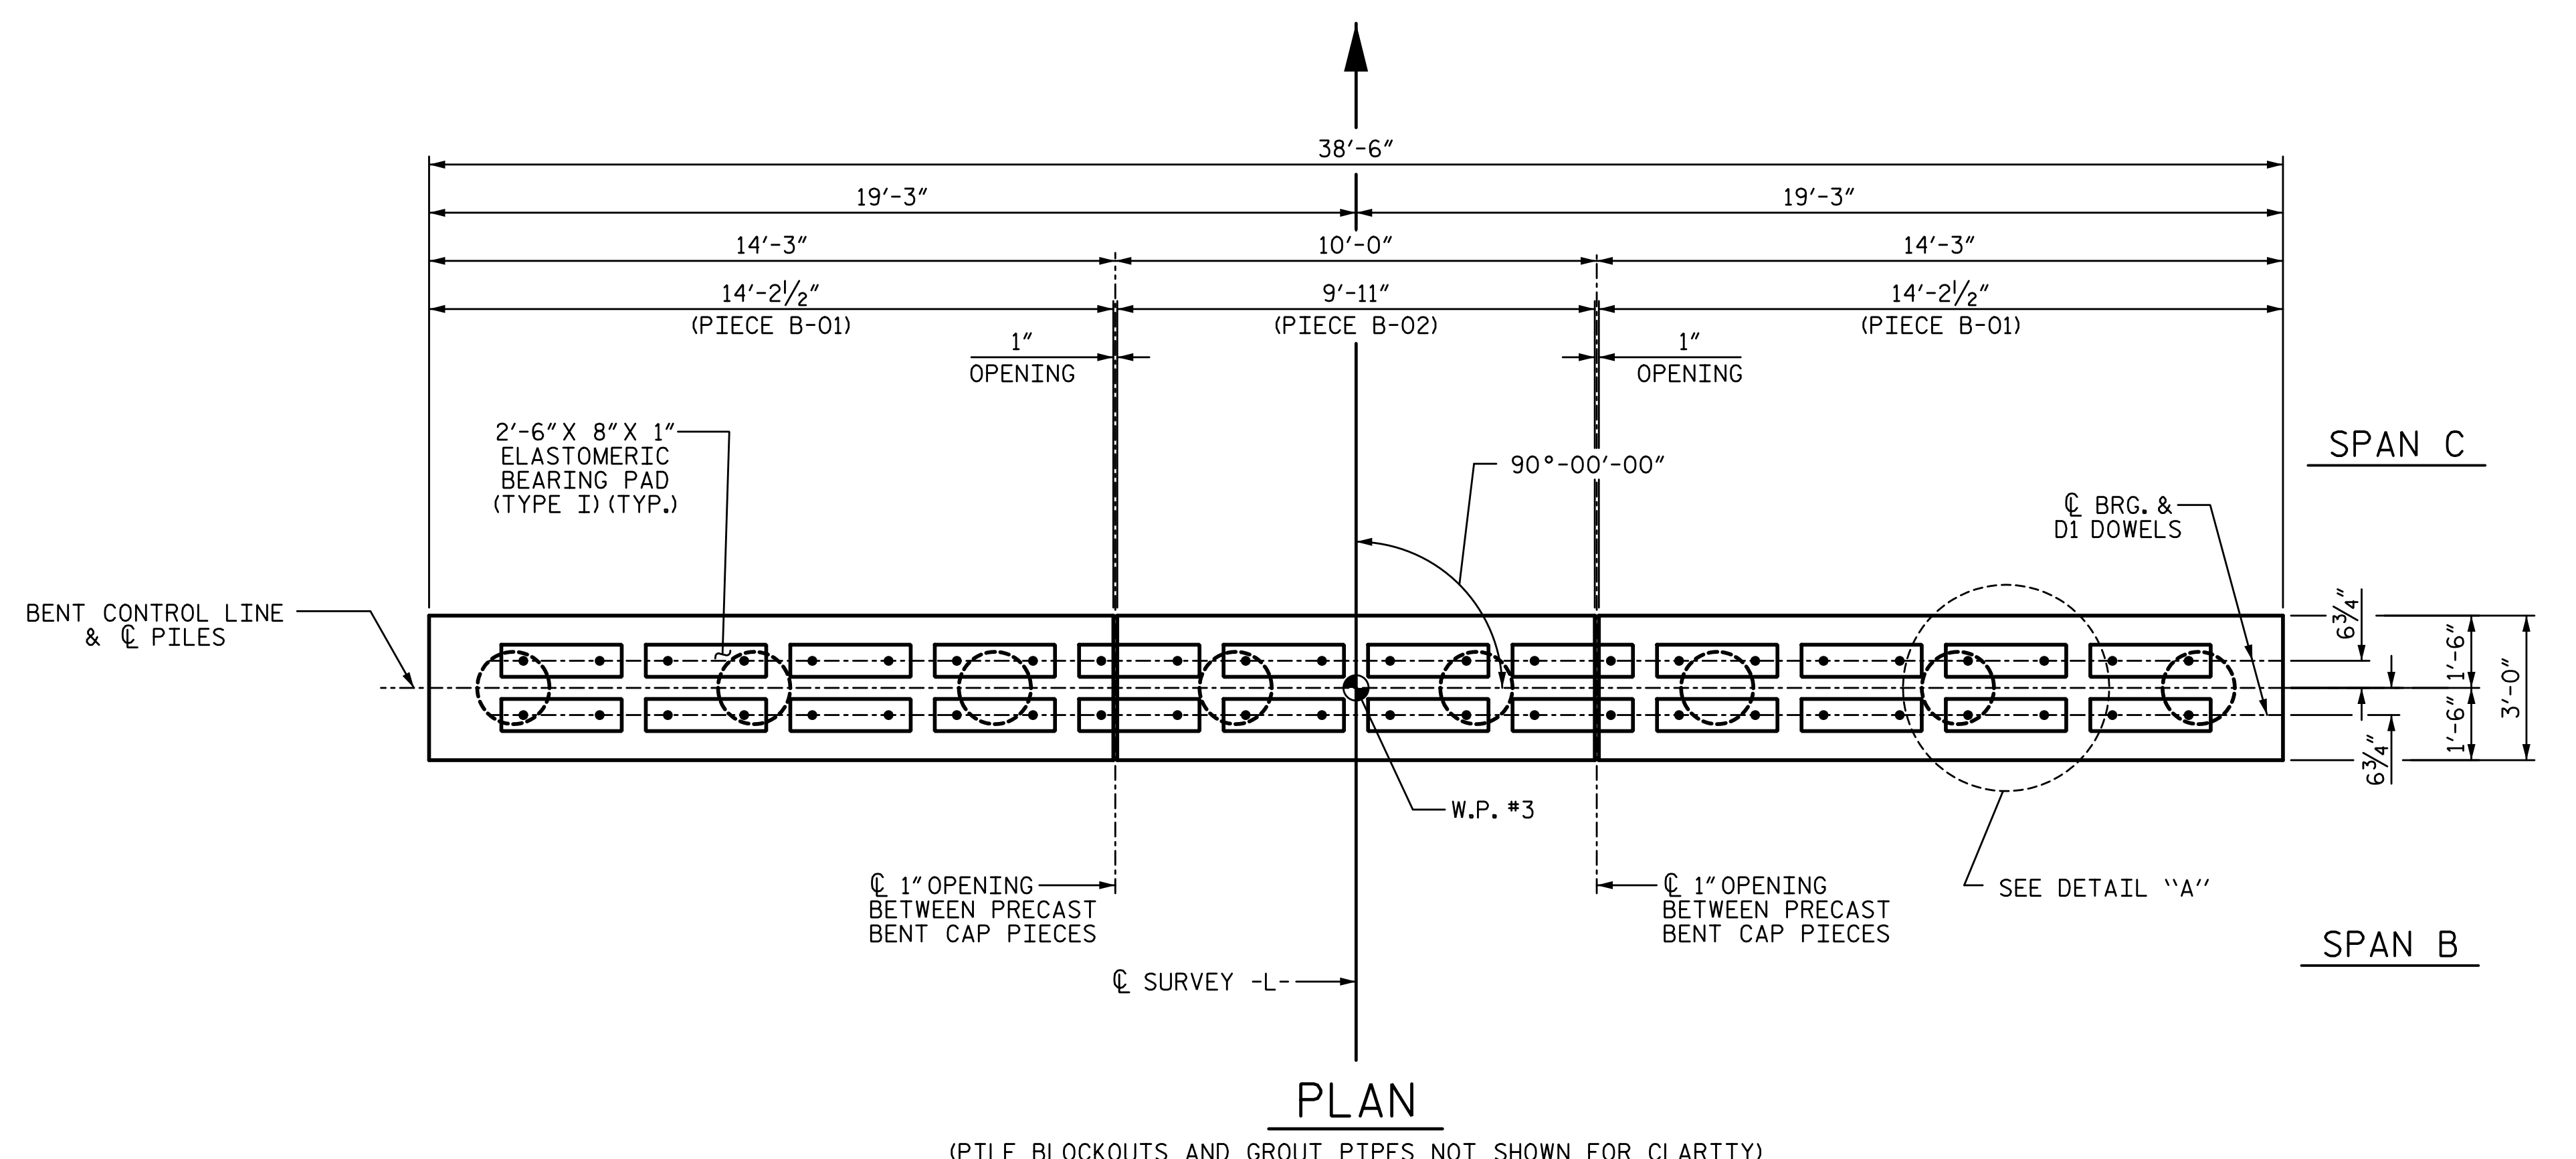 38'-6"
19'-3"
19'-3"
14'-3"
10'-0"
14'-3"
14'-2½"
(PIECE B-01)
9'-11"
(PIECE B-02)
14'-2½"
(PIECE B-01)
1"
OPENING
1"
OPENING
2'-6" X 8" X 1"
ELASTOMERIC
BEARING PAD
(TYPE I) (TYP.)
90°-00'-00"
SPAN C
℄ BRG. &
D1 DOWELS
BENT CONTROL LINE
& ℄ PILES
6¾"
1'-6"
3'-0"
1'-6"
6¾"
W.P. #3
℄ 1" OPENING
BETWEEN PRECAST
BENT CAP PIECES
℄ 1" OPENING
BETWEEN PRECAST
BENT CAP PIECES
SEE DETAIL "A"
SPAN B
℄ SURVEY -L-
PLAN
(PILE BLOCKOUTS AND GROUT PIPES NOT SHOWN FOR CLARITY)